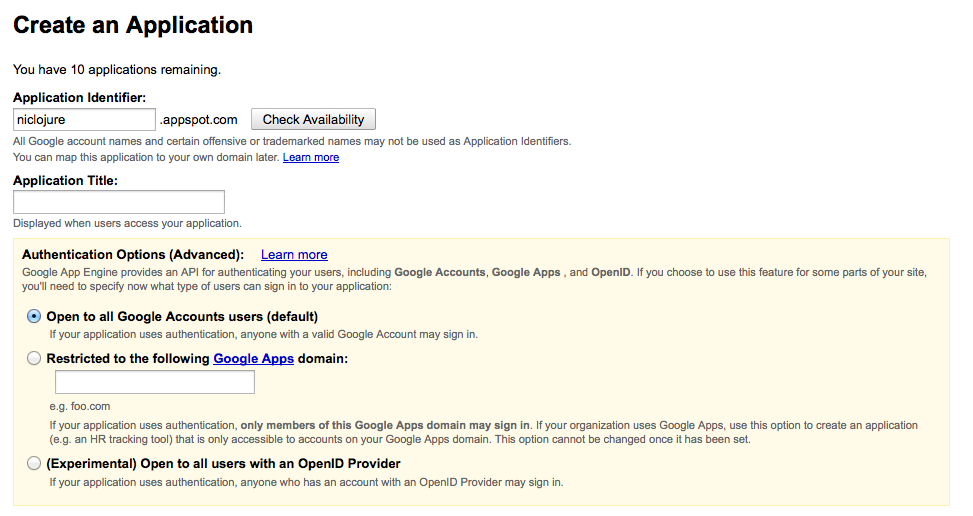 Create an Application
You have 10 applications remaining.
Application Identifier:
niclojure .appspot.com Check Availability
All Google account names and certain offensive or trademarked names may not be used as Application Identifiers.
You can map this application to your own domain later. Learn more
Application Title:
Displayed when users access your application.
Authentication Options (Advanced): Learn more
Google App Engine provides an API for authenticating your users, including Google Accounts, Google Apps , and OpenID. If you choose to use this feature for some parts of your site,
you'll need to specify now what type of users can sign in to your application:
Open to all Google Accounts users (default)
If your application uses authentication, anyone with a valid Google Account may sign in.
Restricted to the following Google Apps domain:
e.g. foo.com
If your application uses authentication, only members of this Google Apps domain may sign in. If your organization uses Google Apps, use this option to create an application
(e.g. an HR tracking tool) that is only accessible to accounts on your Google Apps domain. This option cannot be changed once it has been set.
(Experimental) Open to all users with an OpenID Provider
If your application uses authentication, anyone who has an account with an OpenID Provider may sign in.